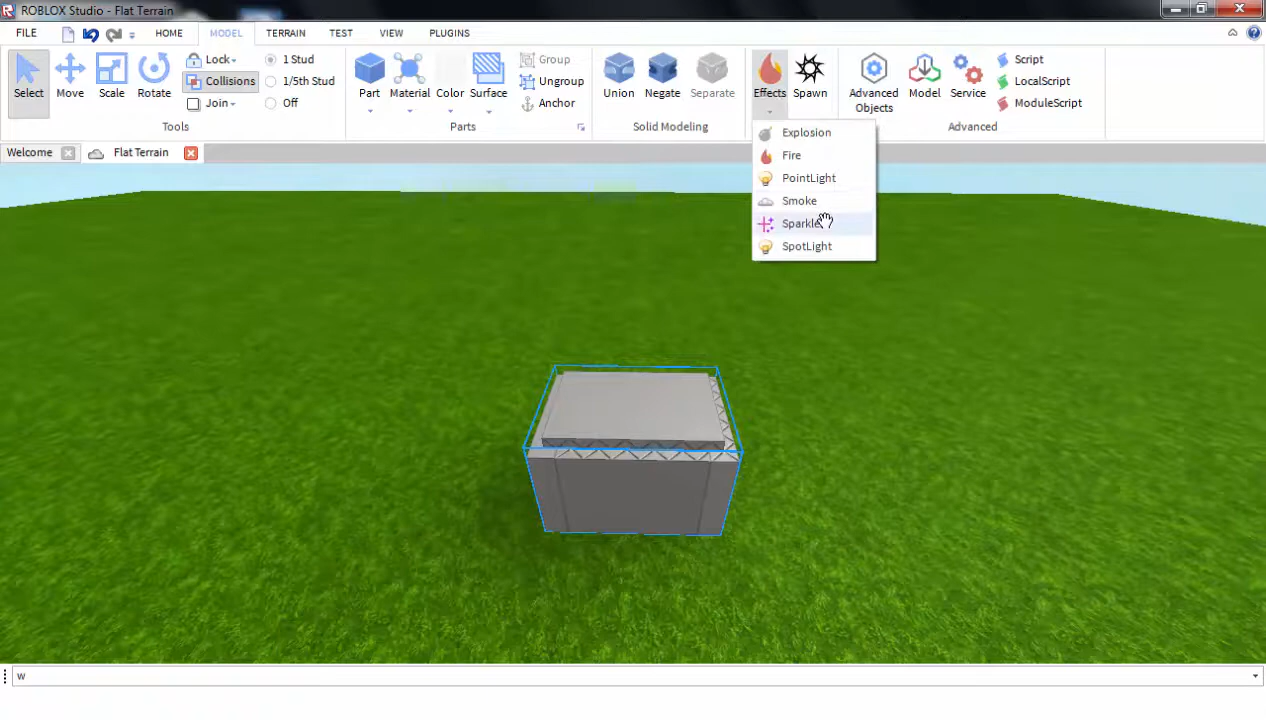 ROBLOX Studio - Flat Terrain
FILE HOME MODEL TERRAIN TEST VIEW PLUGINS
Select Move Scale Rotate
Lock
Collisions
Join
1 Stud
1/5th Stud
Off
Tools
Part Material Color Surface
Group
Ungroup
Anchor
Parts
Union Negate Separate
Solid Modeling
Effects Spawn
Advanced Objects
Model Service
Script
LocalScript
ModuleScript
Advanced
Explosion
Fire
PointLight
Smoke
SpotLight
Welcome
Flat Terrain
w